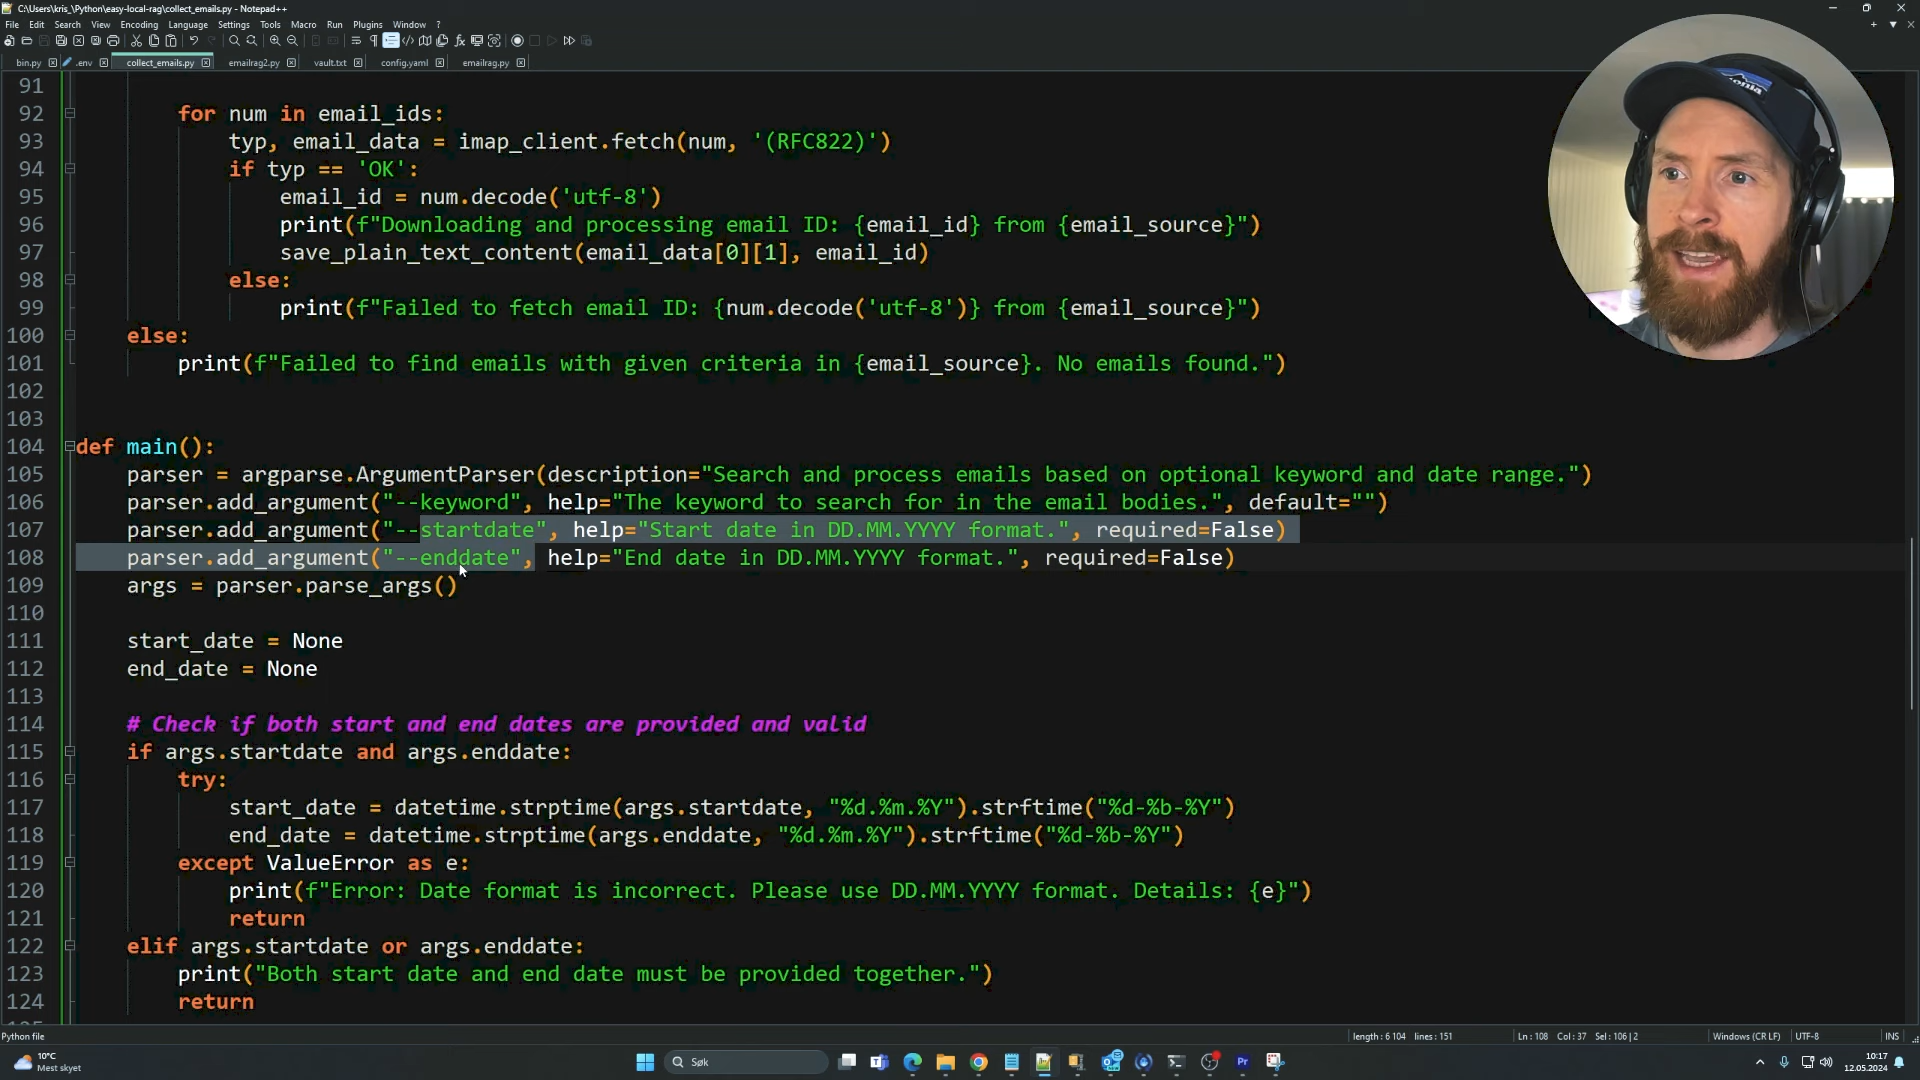 C:\Users\kris_\Python\easy-local-rag\collect_emails.py - Notepad++
File Edit Search View Encoding Language Settings Tools Macro Run Plugins Window ?
bin.py .env collect_emails.py emailrag2.py vault.txt config.yaml emailrag.py
91
92 for num in email_ids:
93 typ, email_data = imap_client.fetch(num, '(RFC822)')
94 if typ == 'OK':
95 email_id = num.decode('utf-8')
96 print(f"Downloading and processing email ID: {email_id} from {email_source}")
97 save_plain_text_content(email_data[0][1], email_id)
98 else:
99 print(f"Failed to fetch email ID: {num.decode('utf-8')} from {email_source}")
100 else:
101 print(f"Failed to find emails with given criteria in {email_source}. No emails found.")
102
103
104 def main():
105 parser = argparse.ArgumentParser(description="Search and process emails based on optional keyword and date range.")
106 parser.add_argument("--keyword", help="The keyword to search for in the email bodies.", default="")
107 parser.add_argument("--startdate", help="Start date in DD.MM.YYYY format.", required=False)
108 parser.add_argument("--enddate", help="End date in DD.MM.YYYY format.", required=False)
109 args = parser.parse_args()
110
111 start_date = None
112 end_date = None
113
114 # Check if both start and end dates are provided and valid
115 if args.startdate and args.enddate:
116 try:
117 start_date = datetime.strptime(args.startdate, "%d.%m.%Y").strftime("%d-%b-%Y")
118 end_date = datetime.strptime(args.enddate, "%d.%m.%Y").strftime("%d-%b-%Y")
119 except ValueError as e:
120 print(f"Error: Date format is incorrect. Please use DD.MM.YYYY format. Details: {e}")
121 return
122 elif args.startdate or args.enddate:
123 print("Both start date and end date must be provided together.")
124 return
Python file length : 6 104 lines : 151 Ln : 108 Col : 37 Sel : 106 | 2 Windows (CR LF) UTF-8 INS
10°C
Mest skyet
Søk
10:17
12.05.2024